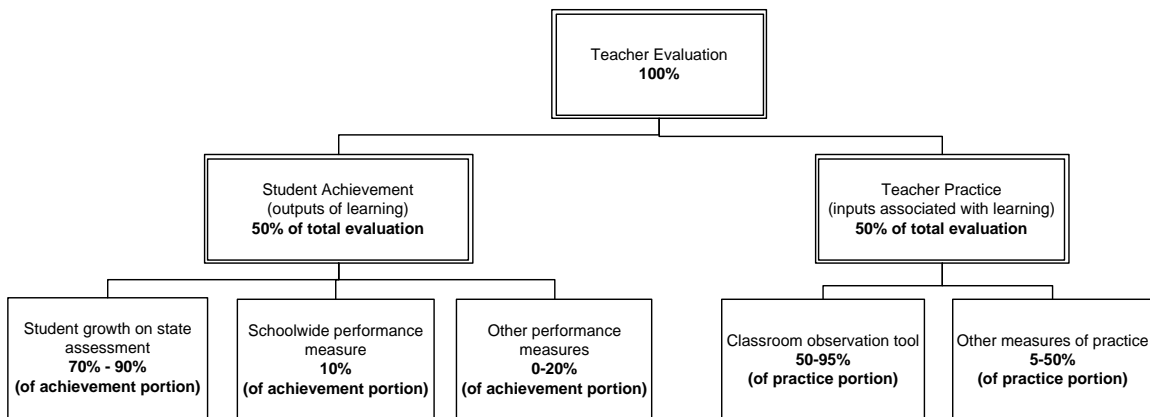 Teacher Evaluation
100%
Student Achievement
(outputs of learning)
50% of total evaluation
Teacher Practice
(inputs associated with learning)
50% of total evaluation
Student growth on state
assessment
70% - 90%
(of achievement portion)
Schoolwide performance
measure
10%
(of achievement portion)
Other performance
measures
0-20%
(of achievement portion)
Classroom observation tool
50-95%
(of practice portion)
Other measures of practice
5-50%
(of practice portion)